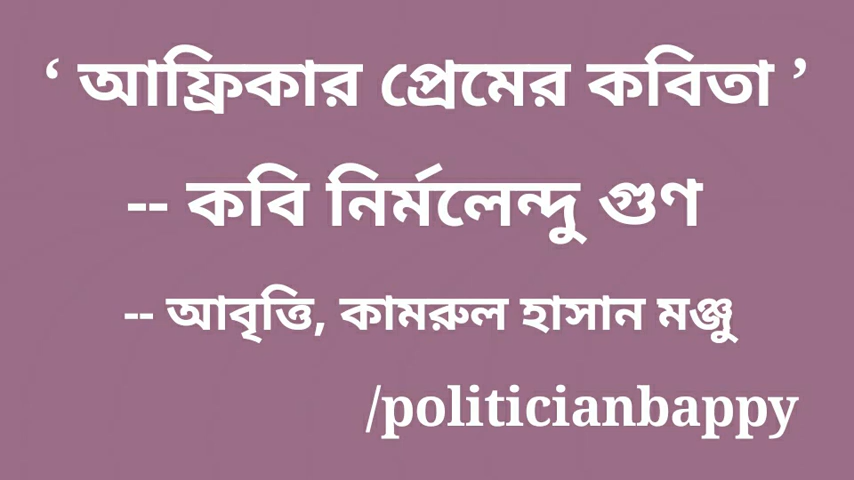 ‘ আফ্রিকার প্রেমের কবিতা ’
-- কবি নির্মলেন্দু গুণ
-- আবৃত্তি, কামরুল হাসান মঞ্জু
/politicianbappy